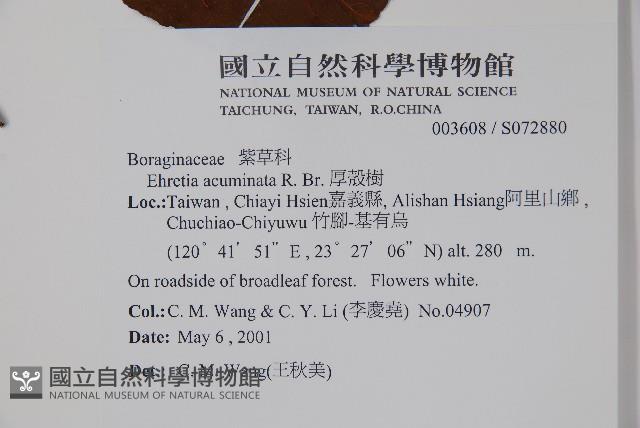 國立自然科學博物館
NATIONAL MUSEUM OF NATURAL SCIENCE
TAICHUNG, TAIWAN, R.O.CHINA
003608 / S072880
Boraginaceae 紫草科
Ehretia acuminata R. Br. 厚殼樹
Loc.:Taiwan , Chiayi Hsien嘉義縣, Alishan Hsiang阿里山鄉 ,
Chuchiao-Chiyuwu 竹腳-基有烏
(120° 41' 51" E , 23° 27' 06" N) alt. 280 m.
On roadside of broadleaf forest. Flowers white.
Col.: C. M. Wang & C. Y. Li (李慶堯) No.04907
Date: May 6 , 2001
Det.: C. M. Wang(王秋美)
國立自然科學博物館
NATIONAL MUSEUM OF NATURAL SCIENCE